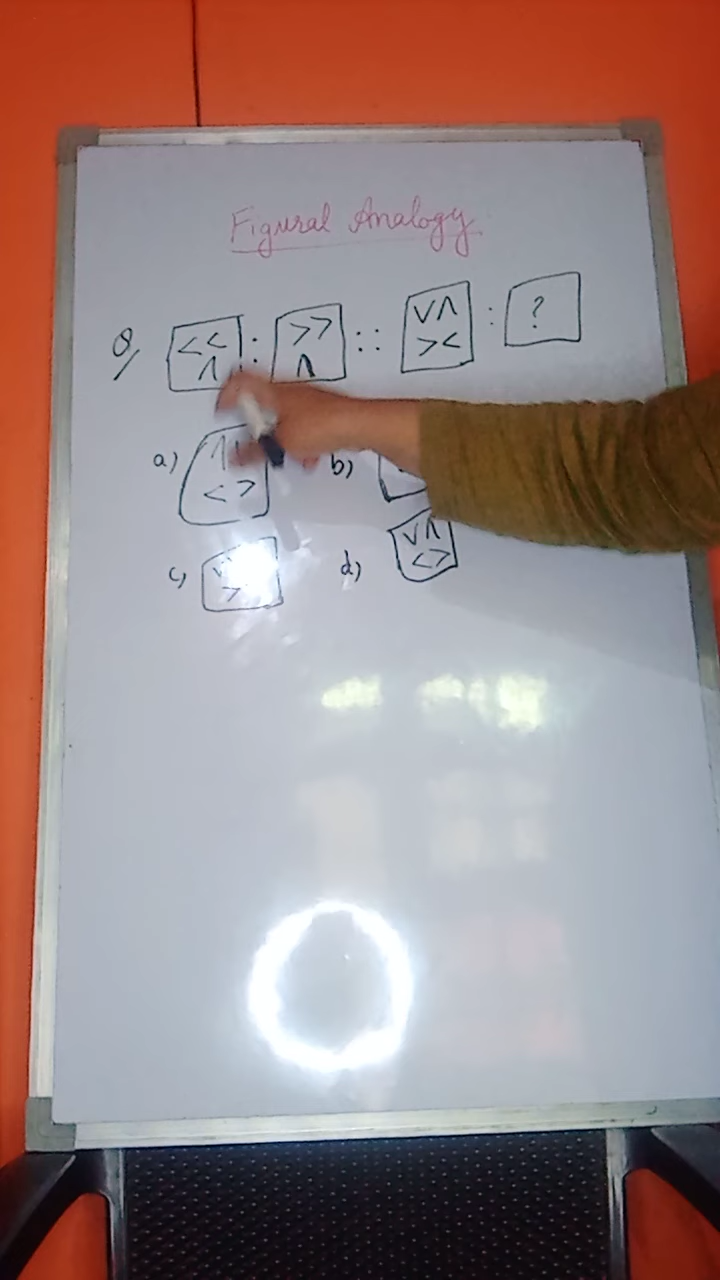 Figural Analogy
Q, << : >> :: ∨∧ : ?
∧ ∧ ><
a) b)
< >
c) d) ∨∧
> <>